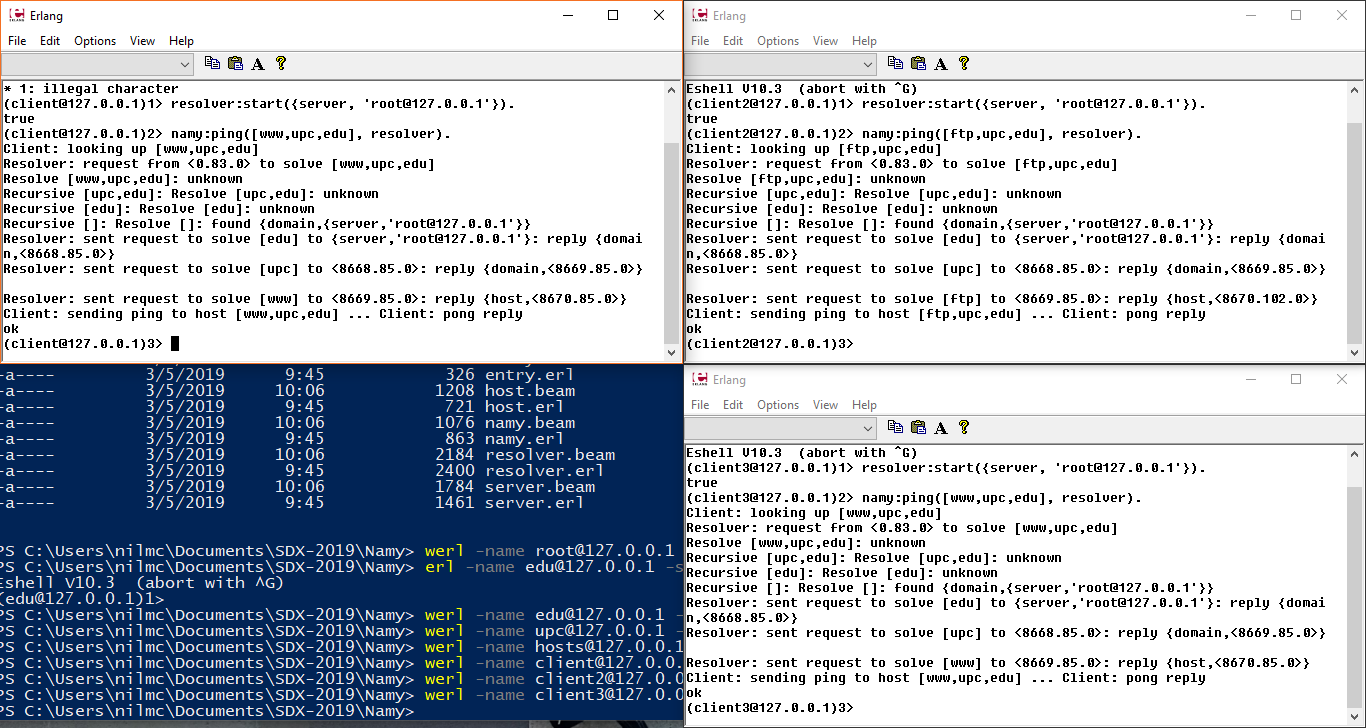 Erlang
File Edit Options View Help
* 1: illegal character
(client@127.0.0.1)1> resolver:start({server, 'root@127.0.0.1'}).
true
(client@127.0.0.1)2> namy:ping([www,upc,edu], resolver).
Client: looking up [www,upc,edu]
Resolver: request from <0.83.0> to solve [www,upc,edu]
Resolve [www,upc,edu]: unknown
Recursive [upc,edu]: Resolve [upc,edu]: unknown
Recursive [edu]: Resolve [edu]: unknown
Recursive []: Resolve []: found {domain,{server,'root@127.0.0.1'}}
Resolver: sent request to solve [edu] to {server,'root@127.0.0.1'}: reply {domai
n,<8668.85.0>}
Resolver: sent request to solve [upc] to <8668.85.0>: reply {domain,<8669.85.0>}
Resolver: sent request to solve [www] to <8669.85.0>: reply {host,<8670.85.0>}
Client: sending ping to host [www,upc,edu] ... Client: pong reply
ok
(client@127.0.0.1)3>
Erlang
File Edit Options View Help
Eshell V10.3  (abort with ^G)
(client2@127.0.0.1)1> resolver:start({server, 'root@127.0.0.1'}).
true
(client2@127.0.0.1)2> namy:ping([ftp,upc,edu], resolver).
Client: looking up [ftp,upc,edu]
Resolver: request from <0.83.0> to solve [ftp,upc,edu]
Resolve [ftp,upc,edu]: unknown
Recursive [upc,edu]: Resolve [upc,edu]: unknown
Recursive [edu]: Resolve [edu]: unknown
Recursive []: Resolve []: found {domain,{server,'root@127.0.0.1'}}
Resolver: sent request to solve [edu] to {server,'root@127.0.0.1'}: reply {domai
n,<8668.85.0>}
Resolver: sent request to solve [upc] to <8668.85.0>: reply {domain,<8669.85.0>}
Resolver: sent request to solve [ftp] to <8669.85.0>: reply {host,<8670.102.0>}
Client: sending ping to host [ftp,upc,edu] ... Client: pong reply
ok
(client2@127.0.0.1)3>
-a---- 3/5/2019 9:45 326 entry.erl
-a---- 3/5/2019 10:06 1208 host.beam
-a---- 3/5/2019 9:45 721 host.erl
-a---- 3/5/2019 10:06 1076 namy.beam
-a---- 3/5/2019 9:45 863 namy.erl
-a---- 3/5/2019 10:06 2184 resolver.beam
-a---- 3/5/2019 9:45 2400 resolver.erl
-a---- 3/5/2019 10:06 1784 server.beam
-a---- 3/5/2019 9:45 1461 server.erl
PS C:\Users\nilmc\Documents\SDX-2019\Namy> werl -name root@127.0.0.1
PS C:\Users\nilmc\Documents\SDX-2019\Namy> erl -name edu@127.0.0.1 -s
Eshell V10.3  (abort with ^G)
(edu@127.0.0.1)1>
PS C:\Users\nilmc\Documents\SDX-2019\Namy> werl -name edu@127.0.0.1 -
PS C:\Users\nilmc\Documents\SDX-2019\Namy> werl -name upc@127.0.0.1 -
PS C:\Users\nilmc\Documents\SDX-2019\Namy> werl -name hosts@127.0.0.1
PS C:\Users\nilmc\Documents\SDX-2019\Namy> werl -name client@127.0.0.
PS C:\Users\nilmc\Documents\SDX-2019\Namy> werl -name client2@127.0.0
PS C:\Users\nilmc\Documents\SDX-2019\Namy> werl -name client3@127.0.0
PS C:\Users\nilmc\Documents\SDX-2019\Namy>
Erlang
File Edit Options View Help
Eshell V10.3  (abort with ^G)
(client3@127.0.0.1)1> resolver:start({server, 'root@127.0.0.1'}).
true
(client3@127.0.0.1)2> namy:ping([www,upc,edu], resolver).
Client: looking up [www,upc,edu]
Resolver: request from <0.83.0> to solve [www,upc,edu]
Resolve [www,upc,edu]: unknown
Recursive [upc,edu]: Resolve [upc,edu]: unknown
Recursive [edu]: Resolve [edu]: unknown
Recursive []: Resolve []: found {domain,{server,'root@127.0.0.1'}}
Resolver: sent request to solve [edu] to {server,'root@127.0.0.1'}: reply {domai
n,<8668.85.0>}
Resolver: sent request to solve [upc] to <8668.85.0>: reply {domain,<8669.85.0>}
Resolver: sent request to solve [www] to <8669.85.0>: reply {host,<8670.85.0>}
Client: sending ping to host [www,upc,edu] ... Client: pong reply
ok
(client3@127.0.0.1)3>